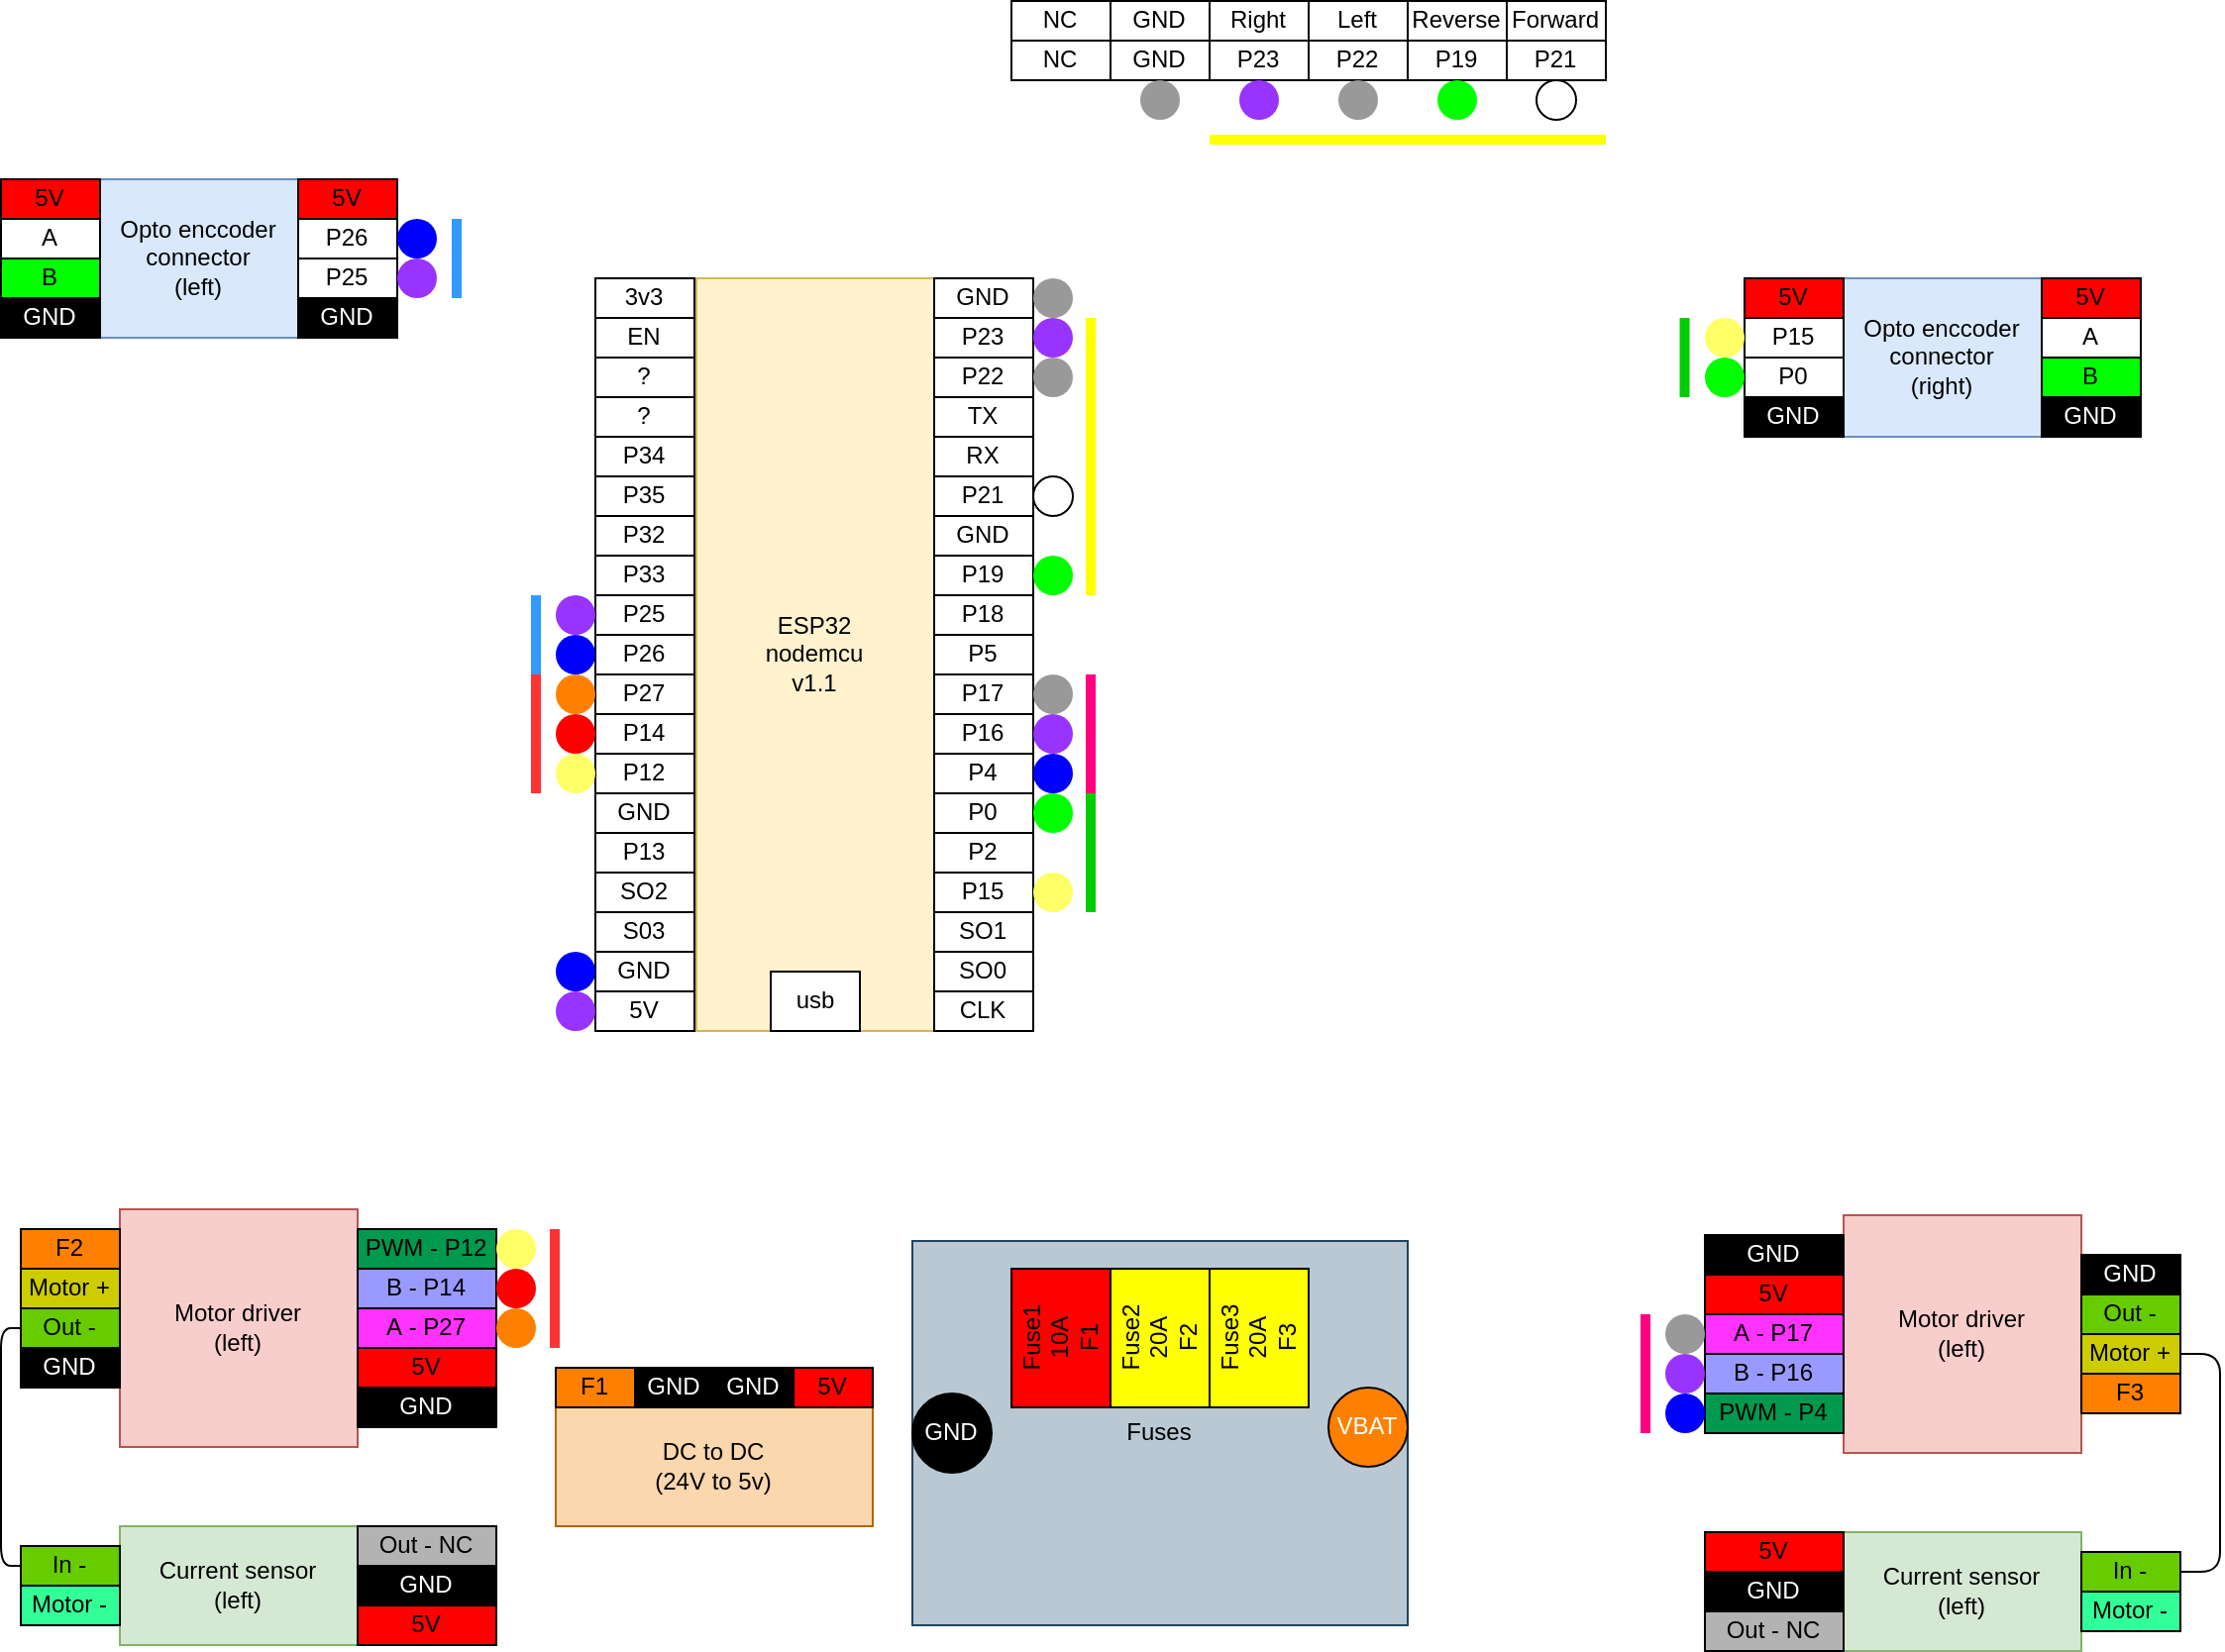 NC GND Right Left Reverse Forward
NC GND P23 P22 P19 P21
5V
A
B
GND
Opto enccoder
connector
(left)
5V
P26
P25
GND
3v3
EN
?
?
P34
P35
P32
P33
P25
P26
P27
P14
P12
GND
P13
SO2
S03
GND
5V
ESP32
nodemcu
v1.1
usb
GND
P23
P22
TX
RX
P21
GND
P19
P18
P5
P17
P16
P4
P0
P2
P15
SO1
SO0
CLK
5V
P15
P0
GND
Opto enccoder
connector
(right)
5V
A
B
GND
F2
Motor +
Out -
GND
Motor driver
(left)
PWM - P12
B - P14
A - P27
5V
GND
In -
Motor -
Current sensor
(left)
Out - NC
GND
5V
F1 GND GND 5V
DC to DC
(24V to 5v)
Fuse1
10A
F1
Fuse2
20A
F2
Fuse3
20A
F3
GND
Fuses
VBAT
GND
5V
A - P17
B - P16
PWM - P4
Motor driver
(left)
GND
Out -
Motor +
F3
5V
GND
Out - NC
Current sensor
(left)
In -
Motor -